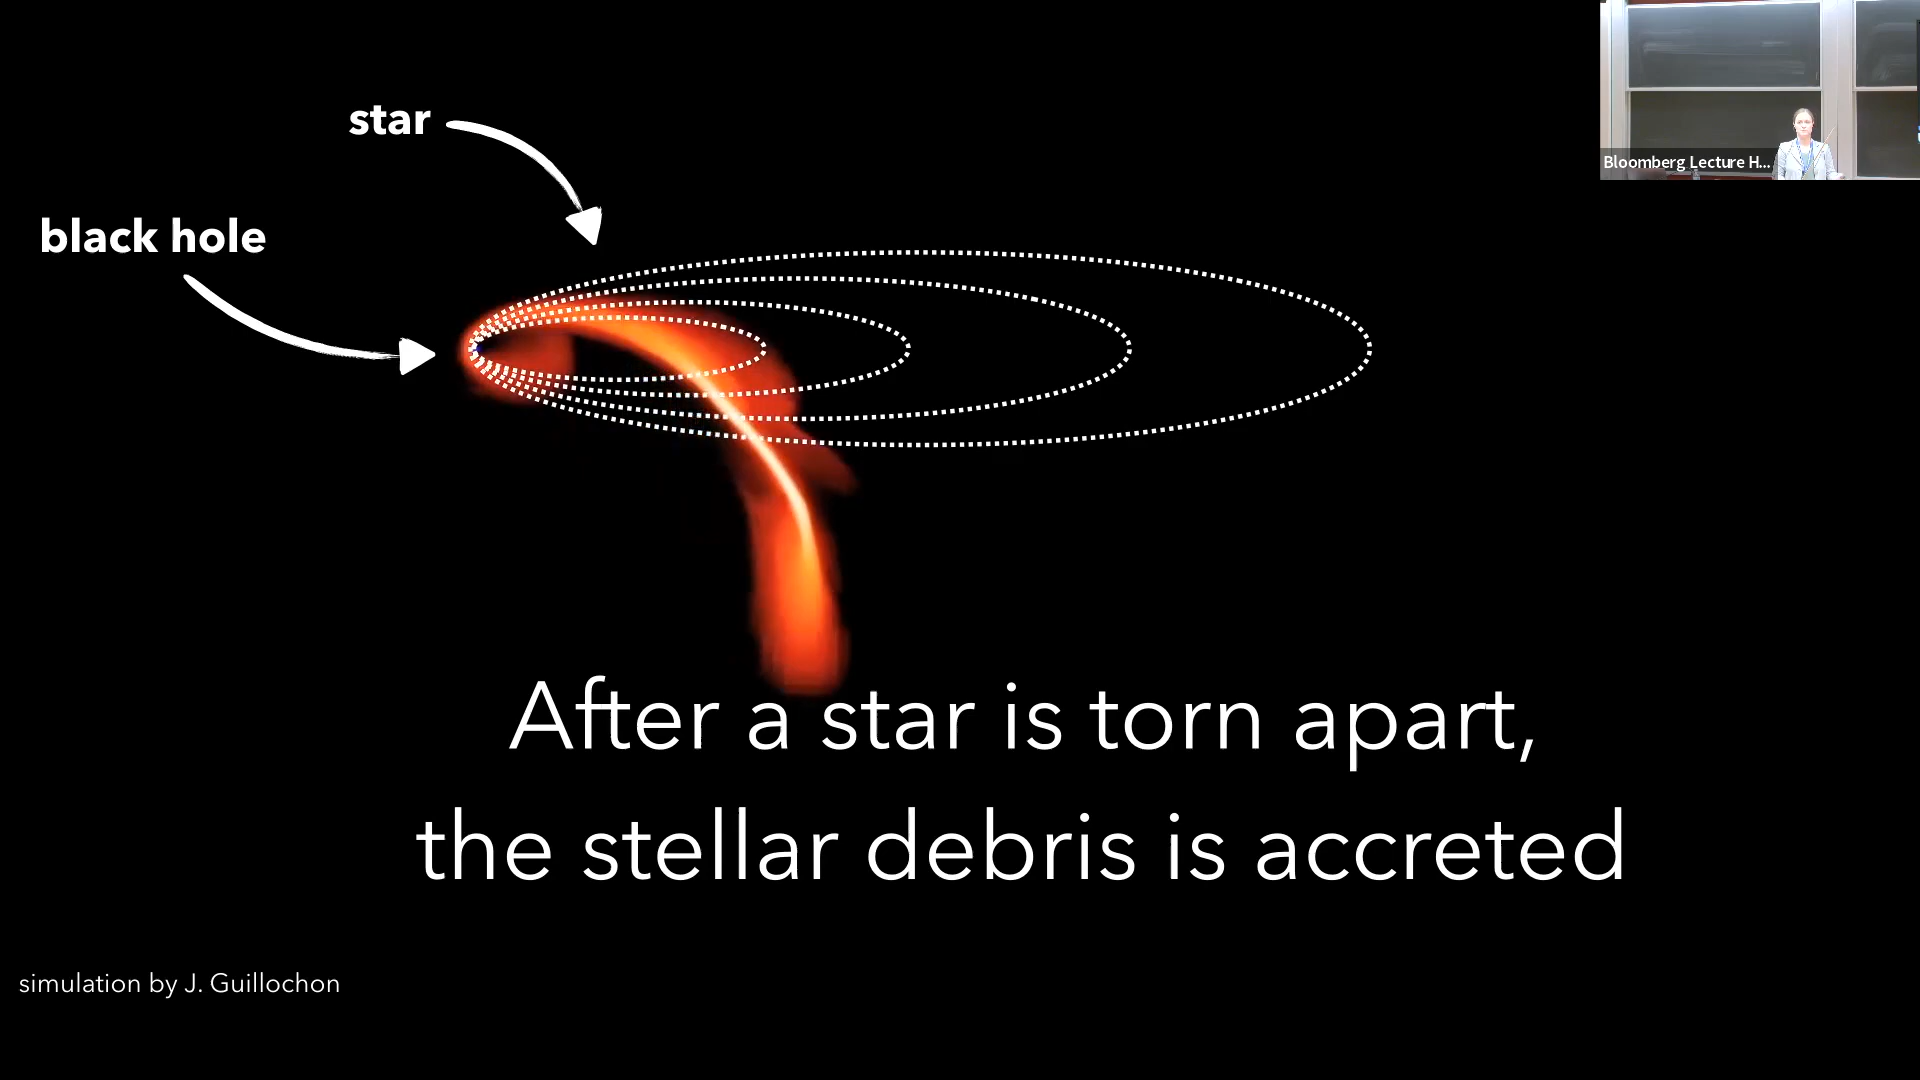 star
black hole
Bloomberg Lecture H...
After a star is torn apart,
the stellar debris is accreted
simulation by J. Guillochon